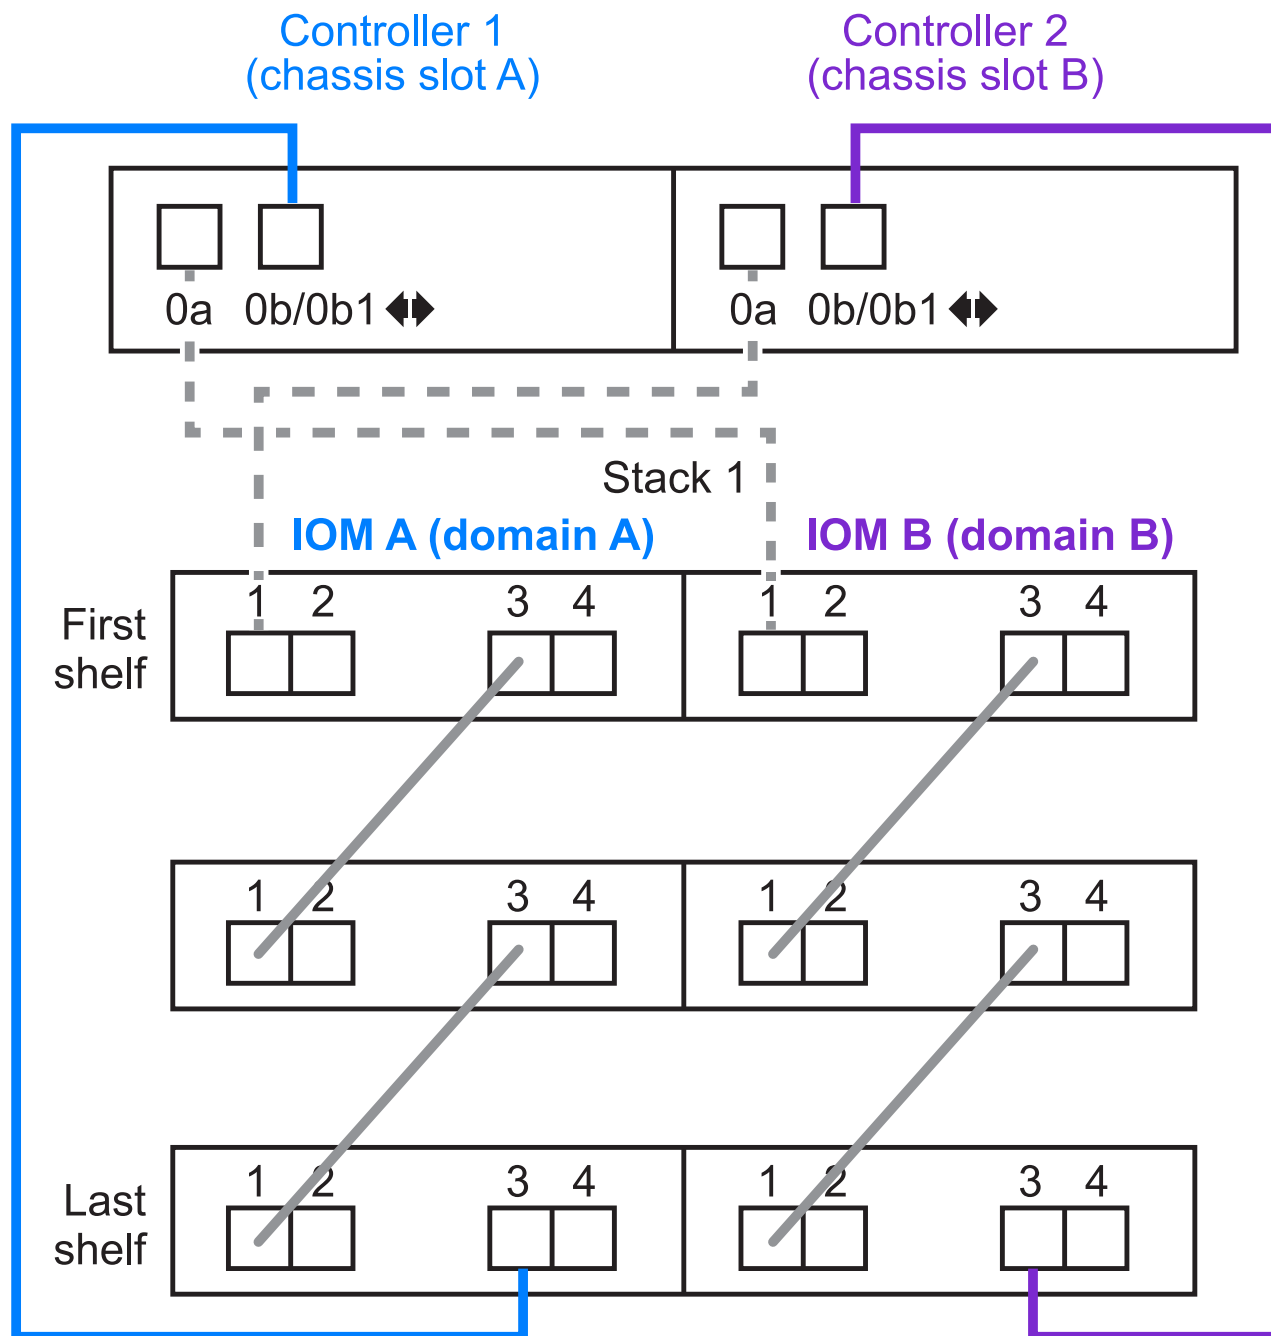 Controller 1
(chassis slot A)
Controller 2
(chassis slot B)
0a 0b/0b1
0a 0b/0b1
Stack 1
IOM A (domain A)
IOM B (domain B)
First
shelf
1 2 3 4
1 2 3 4
1 2 3 4
1 2 3 4
Last
shelf
1 2 3 4
1 2 3 4